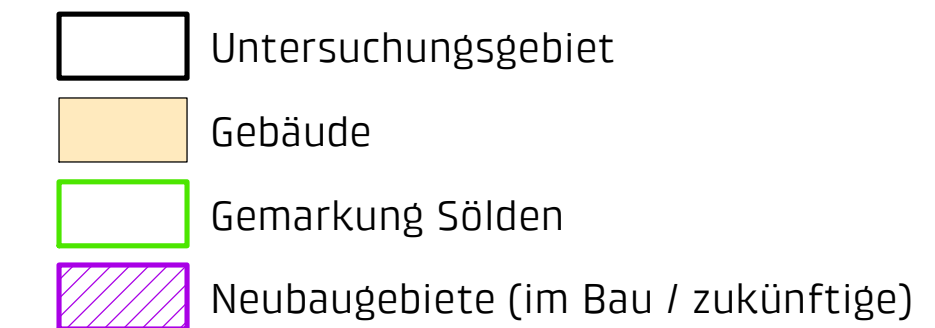 Untersuchungsgebiet
Gebäude
Gemarkung Sölden
Neubaugebiete (im Bau / zukünftige)